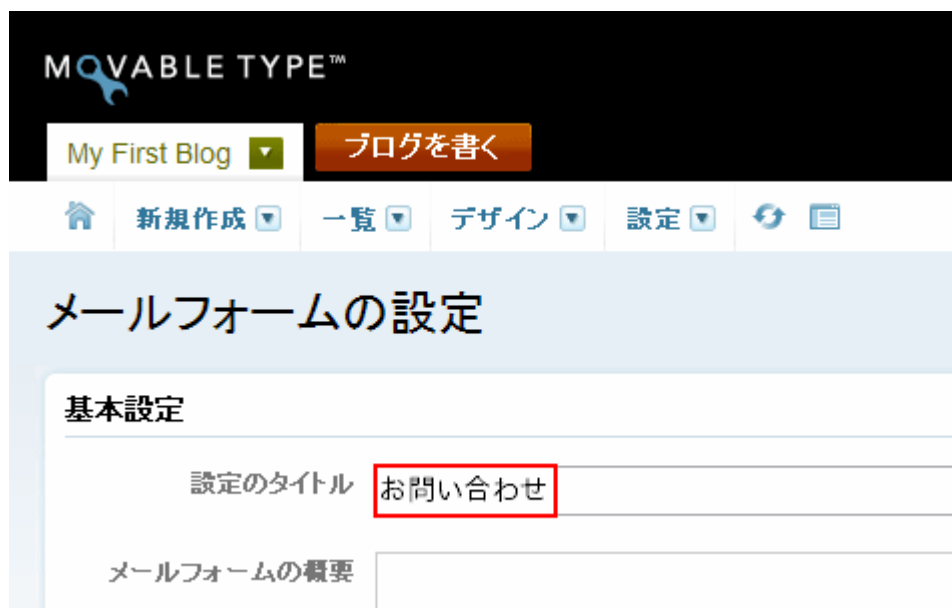 MOVABLE TYPE™
My First Blog ブログを書く
新規作成 一覧 デザイン 設定
メールフォームの設定
基本設定
設定のタイトル お問い合わせ
メールフォームの概要